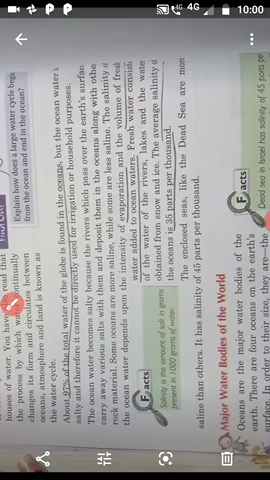 4G
10:00
Find Out!
Explain how does a large water cycle begin
from the ocean and end in the ocean?
houses of water. You have read that
the process by which water continually
changes its form and circulates between
oceans, atmosphere and land is known as
the water cycle.
About 97% of the total water of the globe is found in the oceans, but the ocean water
salty and therefore it cannot be directly used for irrigation or household purposes.
The ocean water becomes salty because the rivers which pass over the earth's surface
carry away various salts with them and deposit them in the oceans along with othe
rock material. Some oceans are more saline, while some are less saline. The salinity of
the ocean water depends upon the intensity of evaporation and the volume of fresh
water added to ocean waters. Fresh water consists
of the water of the rivers, lakes and the water
obtained from snow and ice. The average salinity of
the oceans is 35 parts per thousand.
Facts
Salinity is the amount of salt in grams
present in 1000 grams of water.
The enclosed seas, like the Dead Sea are more
saline than others. It has salinity of 45 parts per thousand.
Major Water Bodies of the World
Oceans are the major water bodies of the
earth. There are four oceans on the earth's
surface. In order to their size, they are—the
Facts
Dead sea in Israel has salinity of 45 parts pe